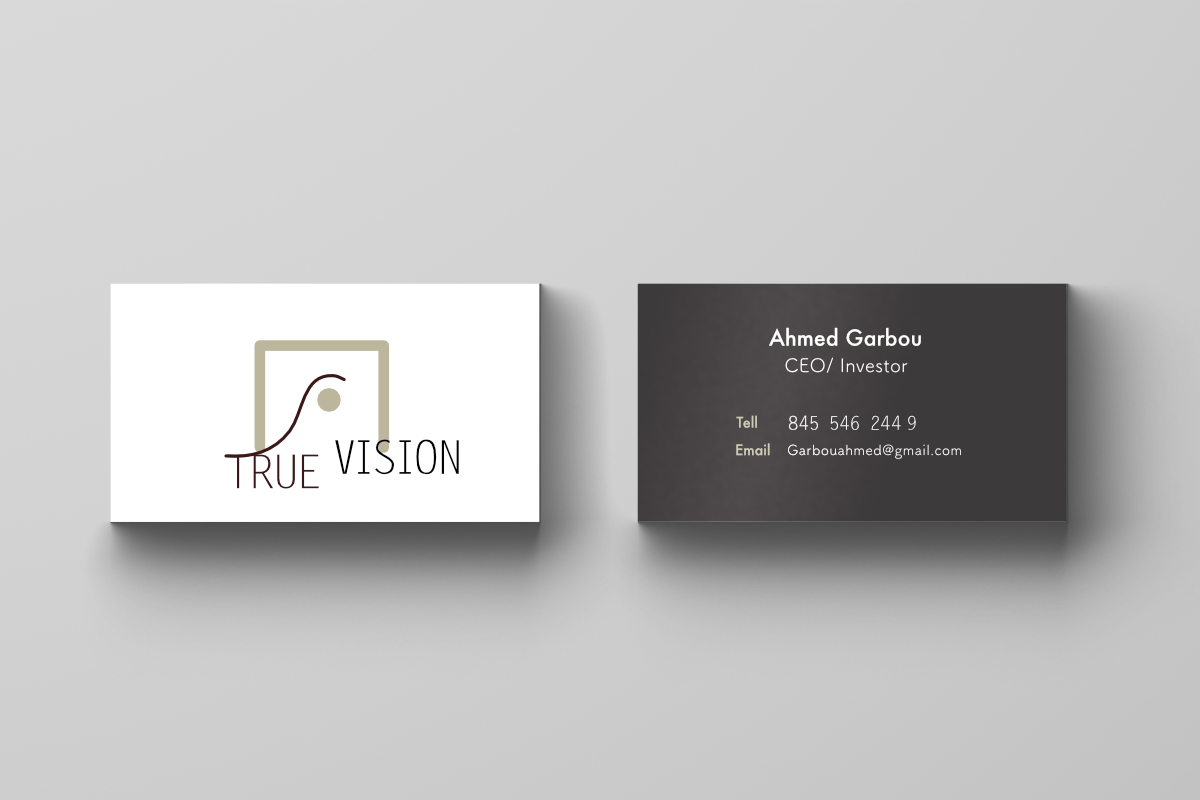 TRUE VISION
Ahmed Garbou
CEO/ Investor
Tell 845 546 244 9
Email Garbouahmed@gmail.com